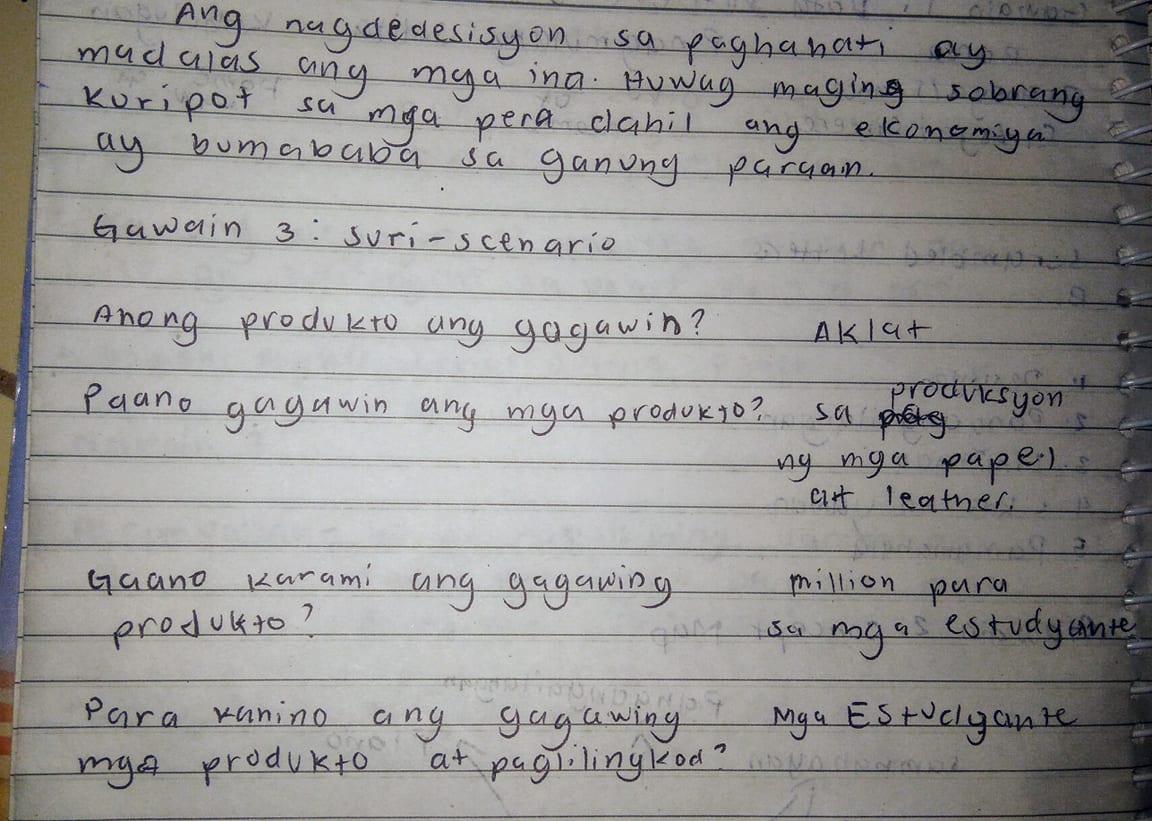 Ang nagdedesisyon sa paghahati ay
madalas ang mga ina. Huwag maging sobrang
kuripot sa mga pera dahil ang ekonomiya
ay bumababa sa ganung paraan.
Gawain 3: suri-scenario
Anong produkto ang gagawin? Aklat
Paano gagawin ang mga produkto? sa produksyon
ng mga papel
at leather.
Gaano karami ang gagawing million para
produkto? sa mga estudyante
Para kanino ang gagawing Mga Estudyante
mga produkto at paglilingkod?